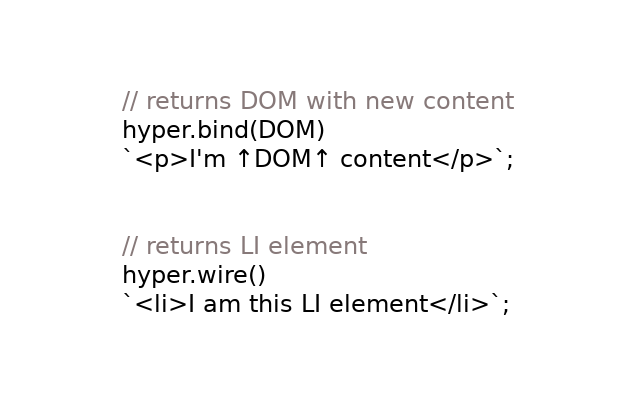 // returns DOM with new content
hyper.bind(DOM)
`<p>I'm ↑DOM↑ content</p>`;
// returns LI element
hyper.wire()
`<li>I am this LI element</li>`;